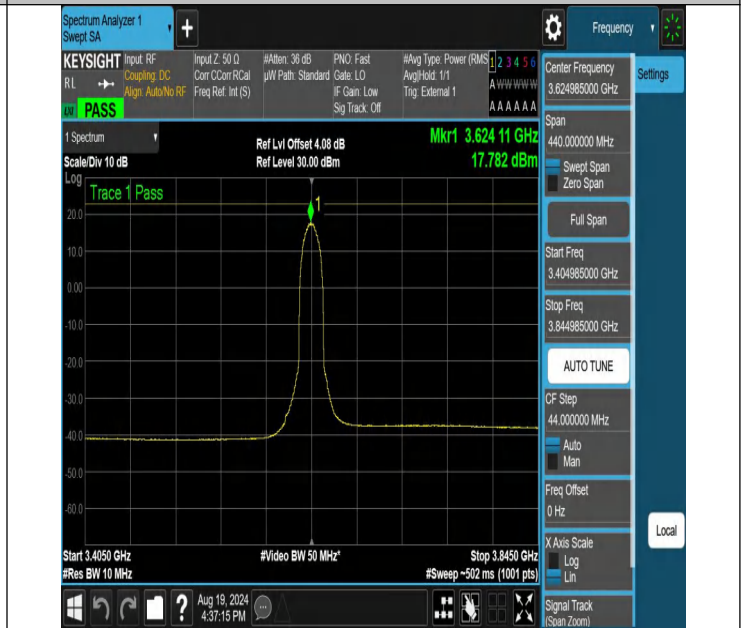 Spectrum Analyzer 1
Swept SA
Frequency
KEYSIGHT
Input: RF
Coupling: DC
Align: Auto/No RF
Input Z: 50 Ω
Corr CCorr RCal
Freq Ref: Int (S)
#Atten: 36 dB
µW Path: Standard
PNO: Fast
Gate: LO
IF Gain: Low
Sig Track: Off
#Avg Type: Power (RMS
Avg|Hold: 1/1
Trig: External 1
1 2 3 4 5 6
A W W W W W
A A A A A A
R L
PASS
1 Spectrum
Scale/Div 10 dB
Log
Ref Lvl Offset 4.08 dB
Ref Level 30.00 dBm
Mkr1 3.624 11 GHz
17.782 dBm
Trace 1 Pass
1
20.0
10.0
0.00
-10.0
-20.0
-30.0
-40.0
-50.0
-60.0
Start 3.4050 GHz
#Res BW 10 MHz
#Video BW 50 MHz*
Stop 3.8450 GHz
#Sweep ~502 ms (1001 pts)
Aug 19, 2024
4:37:15 PM
Center Frequency
3.624985000 GHz
Settings
Span
440.000000 MHz
Swept Span
Zero Span
Full Span
Start Freq
3.404985000 GHz
Stop Freq
3.844985000 GHz
AUTO TUNE
CF Step
44.000000 MHz
Auto
Man
Freq Offset
0 Hz
X Axis Scale
Log
Lin
Local
Signal Track
(Span Zoom)